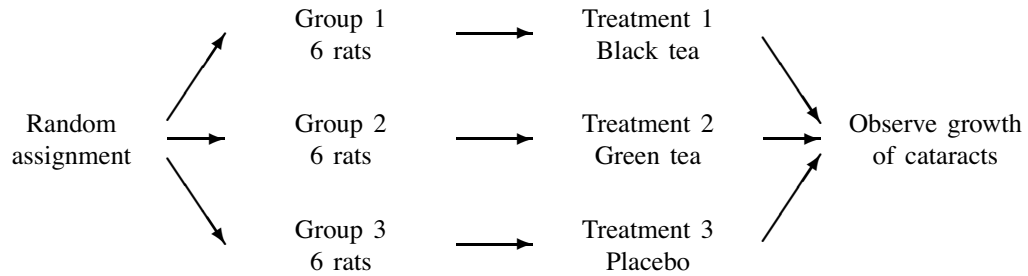 Random
assignment
Group 1
6 rats
Treatment 1
Black tea
Group 2
6 rats
Treatment 2
Green tea
Group 3
6 rats
Treatment 3
Placebo
Observe growth
of cataracts